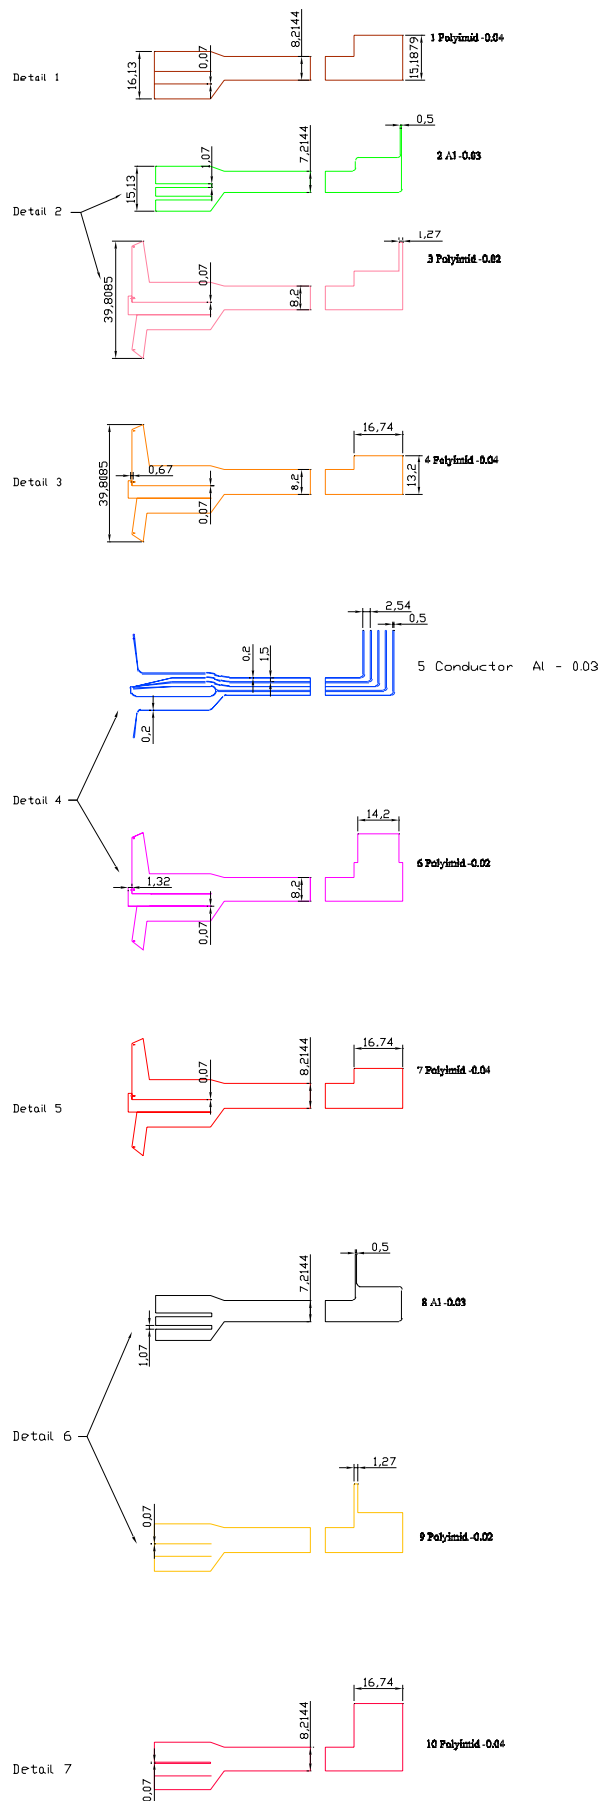 0,07
8,2144
1 Polyimid -0.04
16,13
15,1879
Detail 1
0,5
1,07
7,2144
2 Al -0.03
15,13
Detail 2
1,27
3 Polyimid -0.02
0,07
39,8085
8,2
16,74
4 Polyimid -0.04
0,67
39,8085
8,2
13,2
Detail 3
0,07
2,54
0,5
0,2
1,5
5 Conductor Al - 0.03
0,2
Detail 4
14,2
6 Polyimid -0.02
1,32
8,2
0,07
8,2144
16,74
0,07
7 Polyimid -0.04
Detail 5
0,5
7,2144
8 Al -0.03
1,07
Detail 6
1,27
0,07
9 Polyimid -0.02
16,74
8,2144
10 Polyimid -0.04
Detail 7
0,07